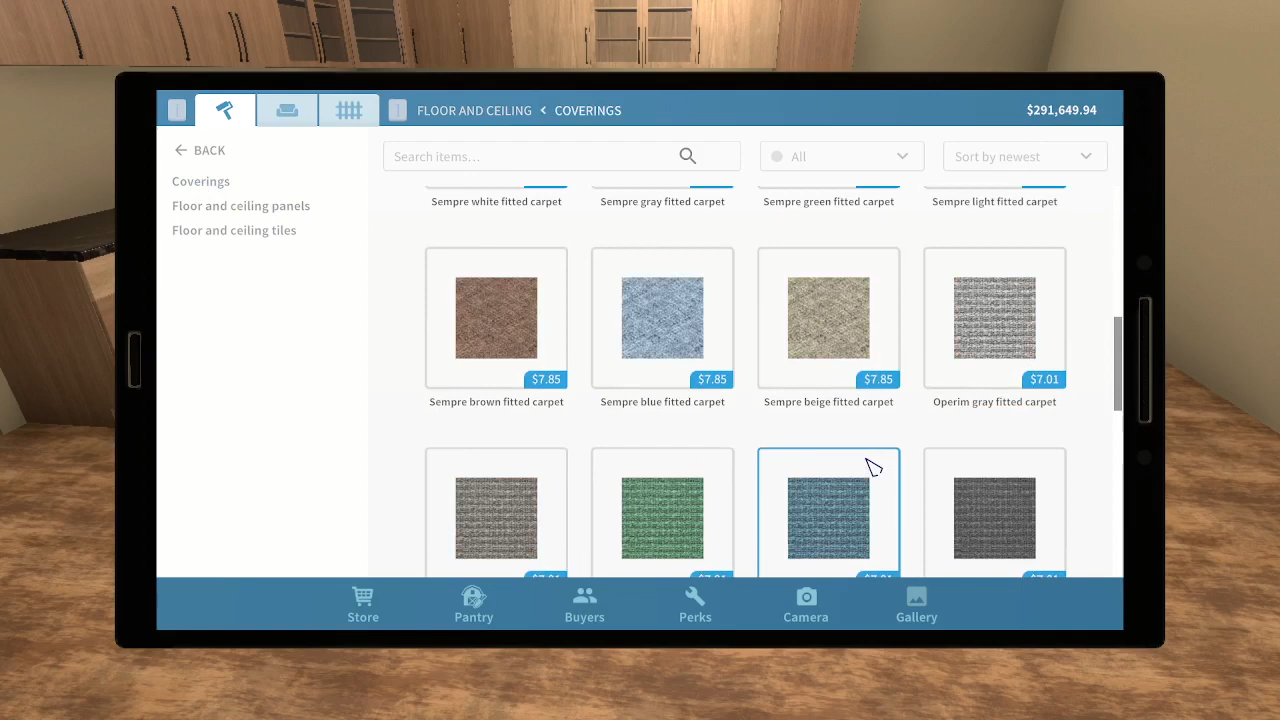 FLOOR AND CEILING < COVERINGS
$291,649.94
BACK
Search items...
All
Sort by newest
Coverings
Floor and ceiling panels
Floor and ceiling tiles
Sempre white fitted carpet
Sempre gray fitted carpet
Sempre green fitted carpet
Sempre light fitted carpet
$7.85
$7.85
$7.85
$7.01
Sempre brown fitted carpet
Sempre blue fitted carpet
Sempre beige fitted carpet
Operim gray fitted carpet
Store
Pantry
Buyers
Perks
Camera
Gallery